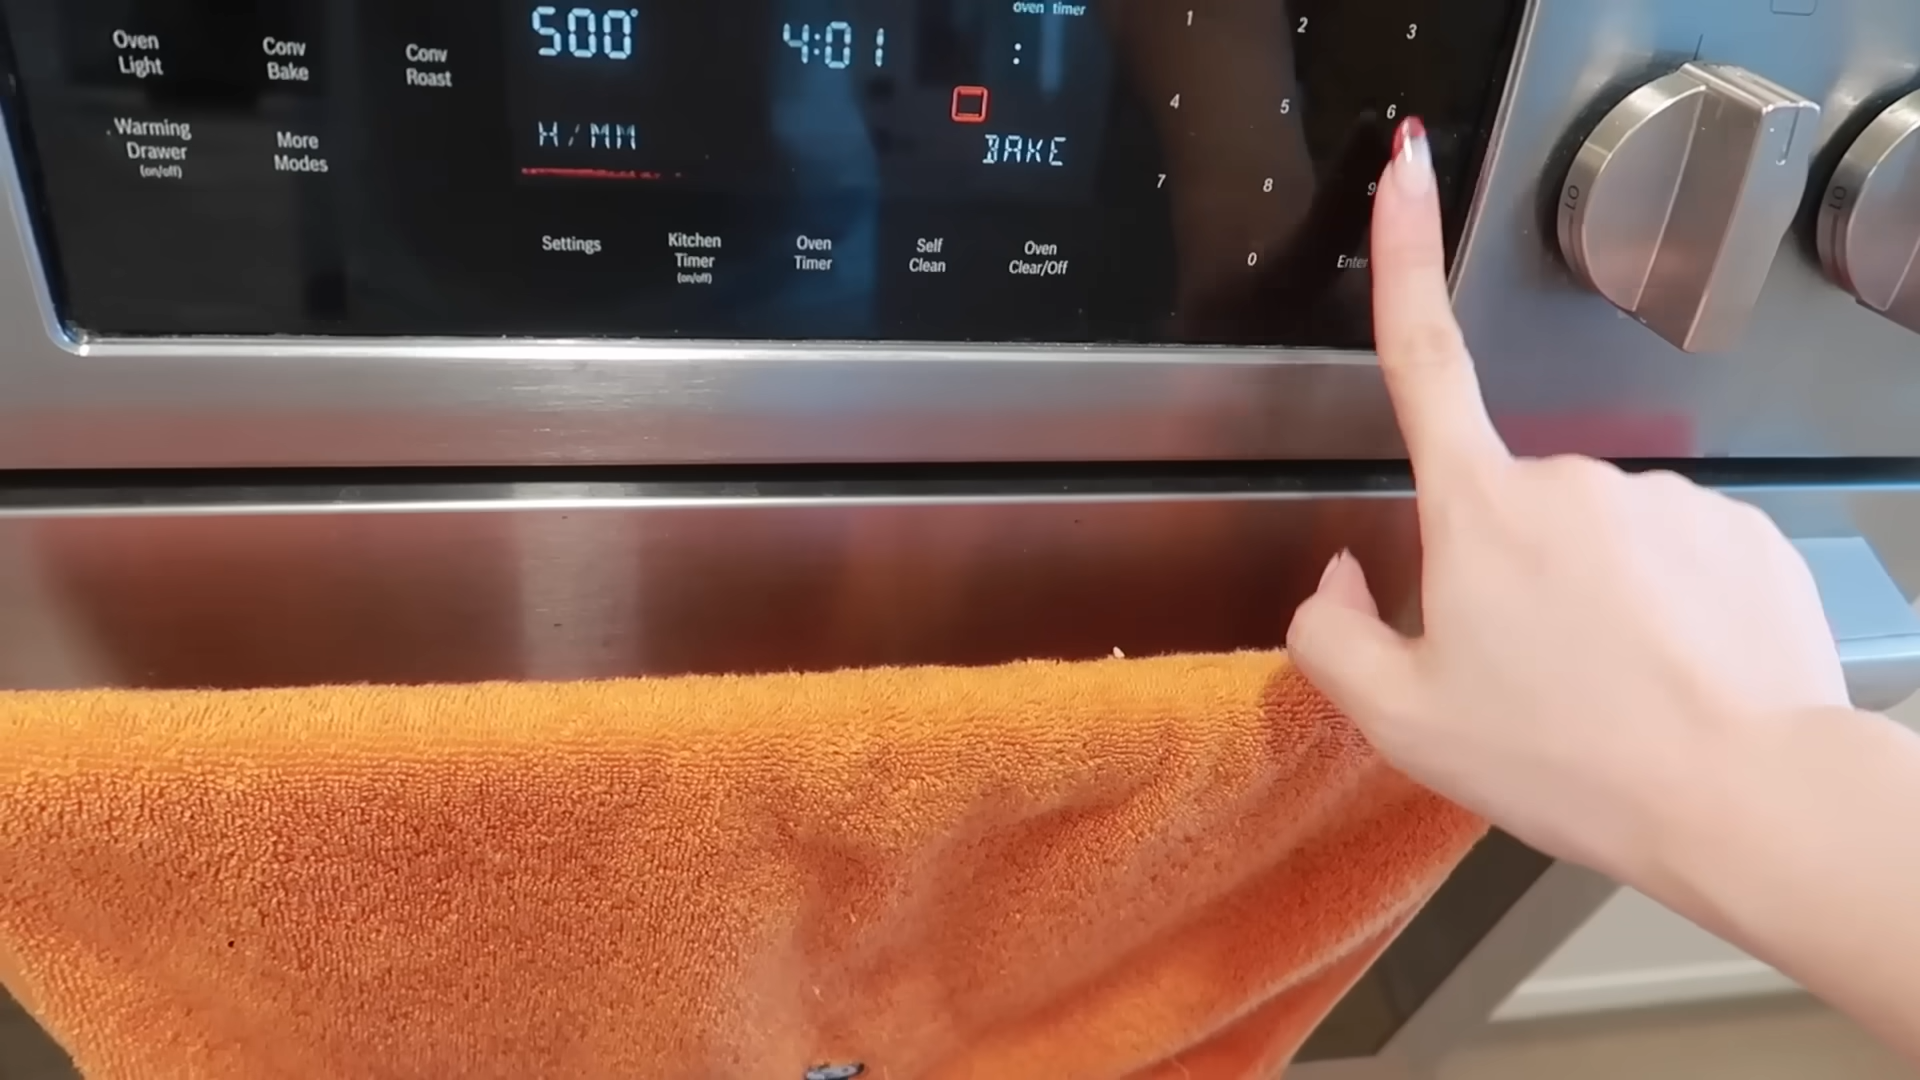 Oven
Light
Conv
Bake
Conv
Roast
500°
4:01
oven timer
:
1
2
3
Warming
Drawer
(on/off)
More
Modes
H/MM
BAKE
4
5
6
7
8
9
Settings
Kitchen
Timer
(on/off)
Oven
Timer
Self
Clean
Oven
Clear/Off
0
Enter
LO
LO